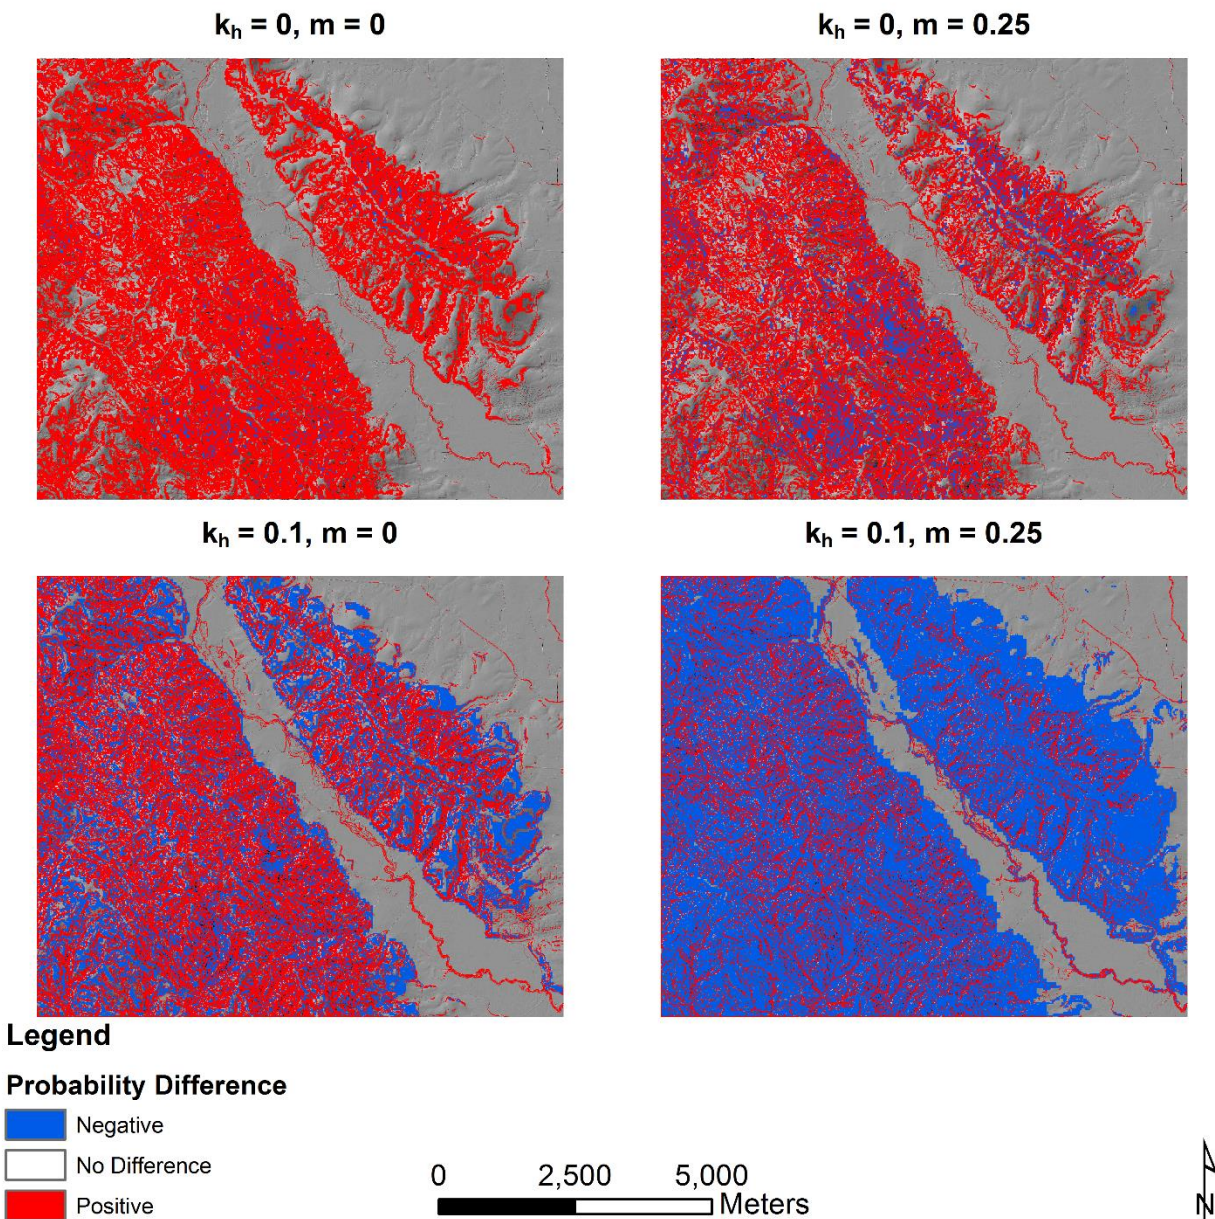 kₕ = 0, m = 0
kₕ = 0, m = 0.25
kₕ = 0.1, m = 0
kₕ = 0.1, m = 0.25
Legend
Probability Difference
Negative
No Difference
Positive
0 2,500 5,000
Meters
N